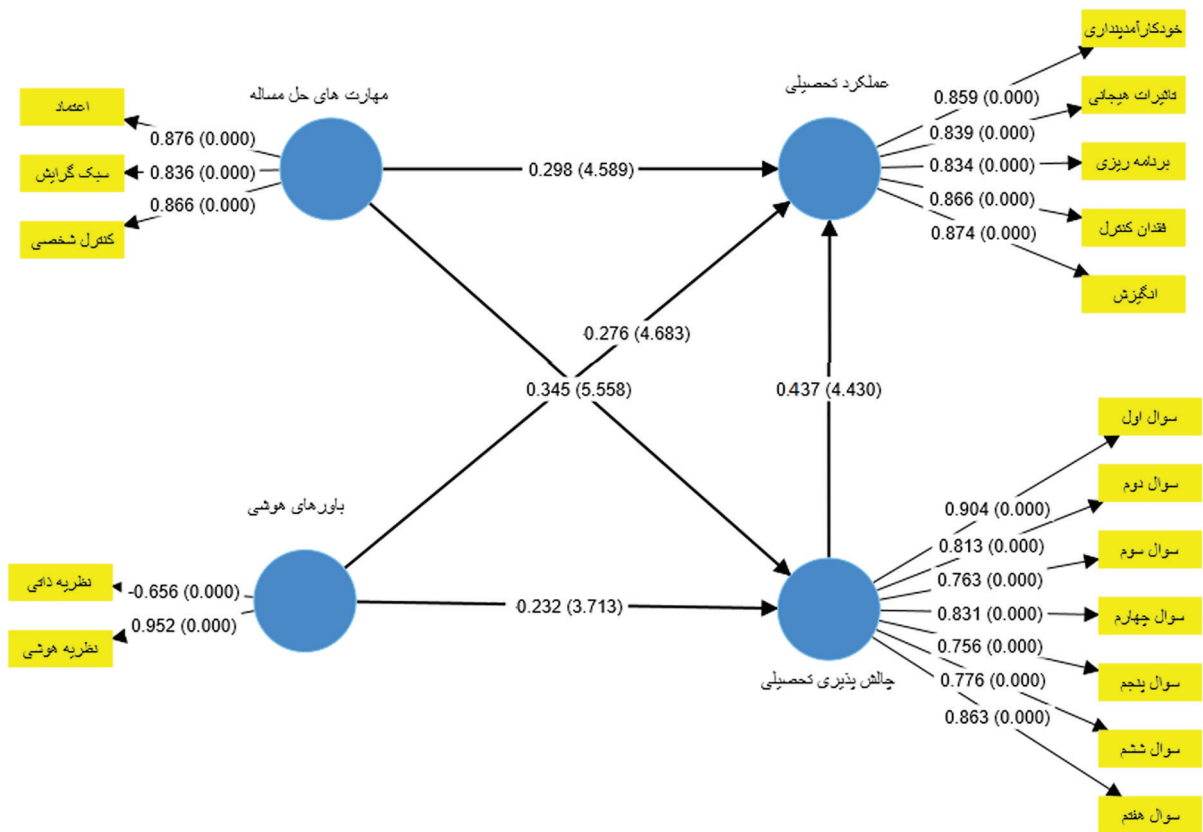 مهارت های حل مساله
اعتماد
0.876 (0.000)
سبک گرایش
0.836 (0.000)
کنترل شخصی
0.866 (0.000)
عملکرد تحصیلی
خودکارآمدپنداری
0.859 (0.000)
تاثیرات هیجانی
0.839 (0.000)
برنامه ریزی
0.834 (0.000)
فقدان کنترل
0.866 (0.000)
انگیزش
0.874 (0.000)
0.298 (4.589)
0.276 (4.683)
0.345 (5.558)
0.437 (4.430)
باورهای هوشی
نظریه ذاتی
-0.656 (0.000)
نظریه هوشی
0.952 (0.000)
0.232 (3.713)
چالش پذیری تحصیلی
سوال اول
0.904 (0.000)
سوال دوم
0.813 (0.000)
سوال سوم
0.763 (0.000)
سوال چهارم
0.831 (0.000)
سوال پنجم
0.756 (0.000)
سوال ششم
0.776 (0.000)
سوال هفتم
0.863 (0.000)